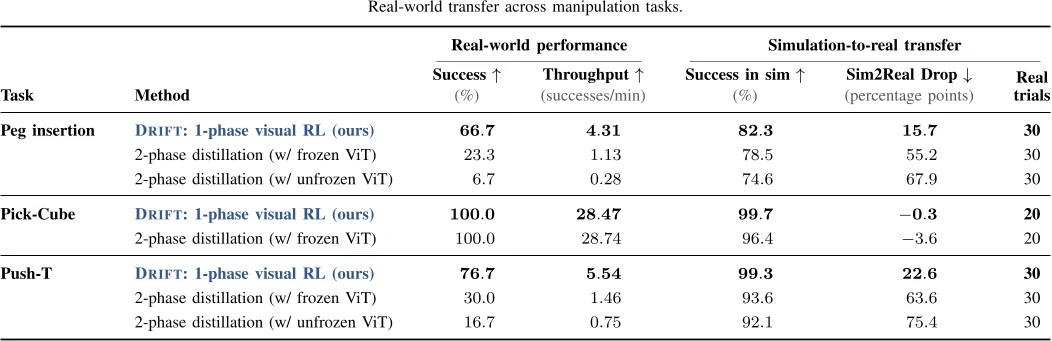 Real-world transfer across manipulation tasks.
Real-world performance Simulation-to-real transfer
Success ↑ Throughput ↑ Success in sim ↑ Sim2Real Drop ↓ Real
Task Method (%) (successes/min) (%) (percentage points) trials
Peg insertion DRIFT: 1-phase visual RL (ours) 66.7 4.31 82.3 15.7 30
2-phase distillation (w/ frozen ViT) 23.3 1.13 78.5 55.2 30
2-phase distillation (w/ unfrozen ViT) 6.7 0.28 74.6 67.9 30
Pick-Cube DRIFT: 1-phase visual RL (ours) 100.0 28.47 99.7 −0.3 20
2-phase distillation (w/ frozen ViT) 100.0 28.74 96.4 −3.6 20
Push-T DRIFT: 1-phase visual RL (ours) 76.7 5.54 99.3 22.6 30
2-phase distillation (w/ frozen ViT) 30.0 1.46 93.6 63.6 30
2-phase distillation (w/ unfrozen ViT) 16.7 0.75 92.1 75.4 30